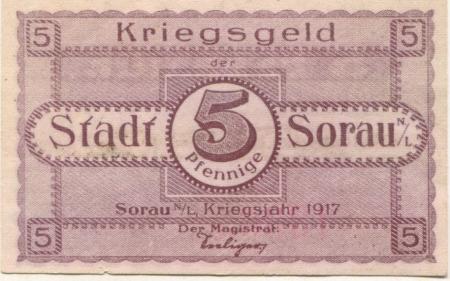 5 Kriegsgeld 5
der
Stadt 5 Sorau N/L
Pfennige
Sorau N/L, Kriegsjahr 1917
Der Magistrat:
5 5